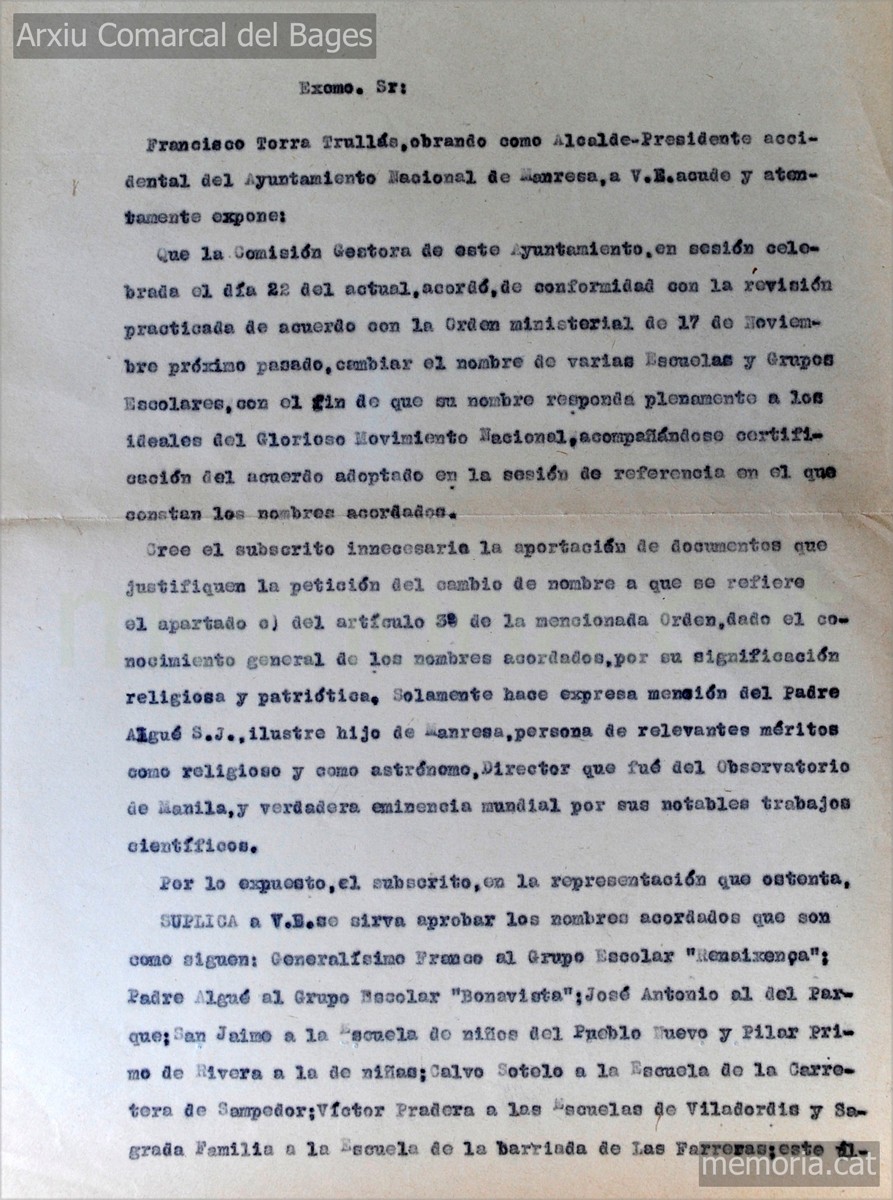 Arxiu Comarcal del Bages
Exomo. Sr:
Francisco Torra Trullás,obrando como Alcalde-Presidente acci-
dental del Ayuntamiento Nacional de Manresa,a V.E.acude y aten-
tamente expone:
Que la Comisión Gestora de este Ayuntamiento,en sesión cele-
brada el día 22 del actual,acordó,de conformidad con la revisión
practicada de acuerdo con la Orden ministerial de 17 de Noviem-
bre próximo pasado,cambiar el nombre de varias Escuelas y Grupos
Escolares,con el fin de que su nombre responda plenamente a los
ideales del Glorioso Movimiento Nacional,acompañándose certifi-
cación del acuerdo adoptado en la sesión de referencia en el que
constan los nombres acordados.
Cree el subscrito innecesaria la aportación de documentos que
justifiquen la petición del cambio de nombre a que se refiere
el apartado c) del artículo 3º de la mencionada Orden,dado el co-
nocimiento general de los nombres acordados,por su significación
religiosa y patriótica. Solamente hace expresa mensión del Padre
Algué S.J.,ilustre hijo de Manresa,persona de relevantes méritos
como religioso y como astrónomo,Director que fué del Observatorio
de Manila,y verdadera eminencia mundial por sus notables trabajos
científicos.
Por lo expuesto,el subscrito,en la representación que ostenta,
SUPLICA a V.E.se sirva aprobar los nombres acordados que son
como siguen: Generalísimo Franco al Grupo Escolar "Renaixença";
Padre Algué al Grupo Escolar "Bonavista";José Antonio al del Par-
que;San Jaime a la Escuela de niños del Pueblo Nuevo y Pilar Pri-
mo de Rivera a la de niñas;Calvo Sotelo a la Escuela de la Carre-
tera de Sampedor;Víctor Pradera a las Escuelas de Viladordis y Sa-
grada Familia a la Escuela de la barriada de Las Farreras;este úl-
memoria.cat